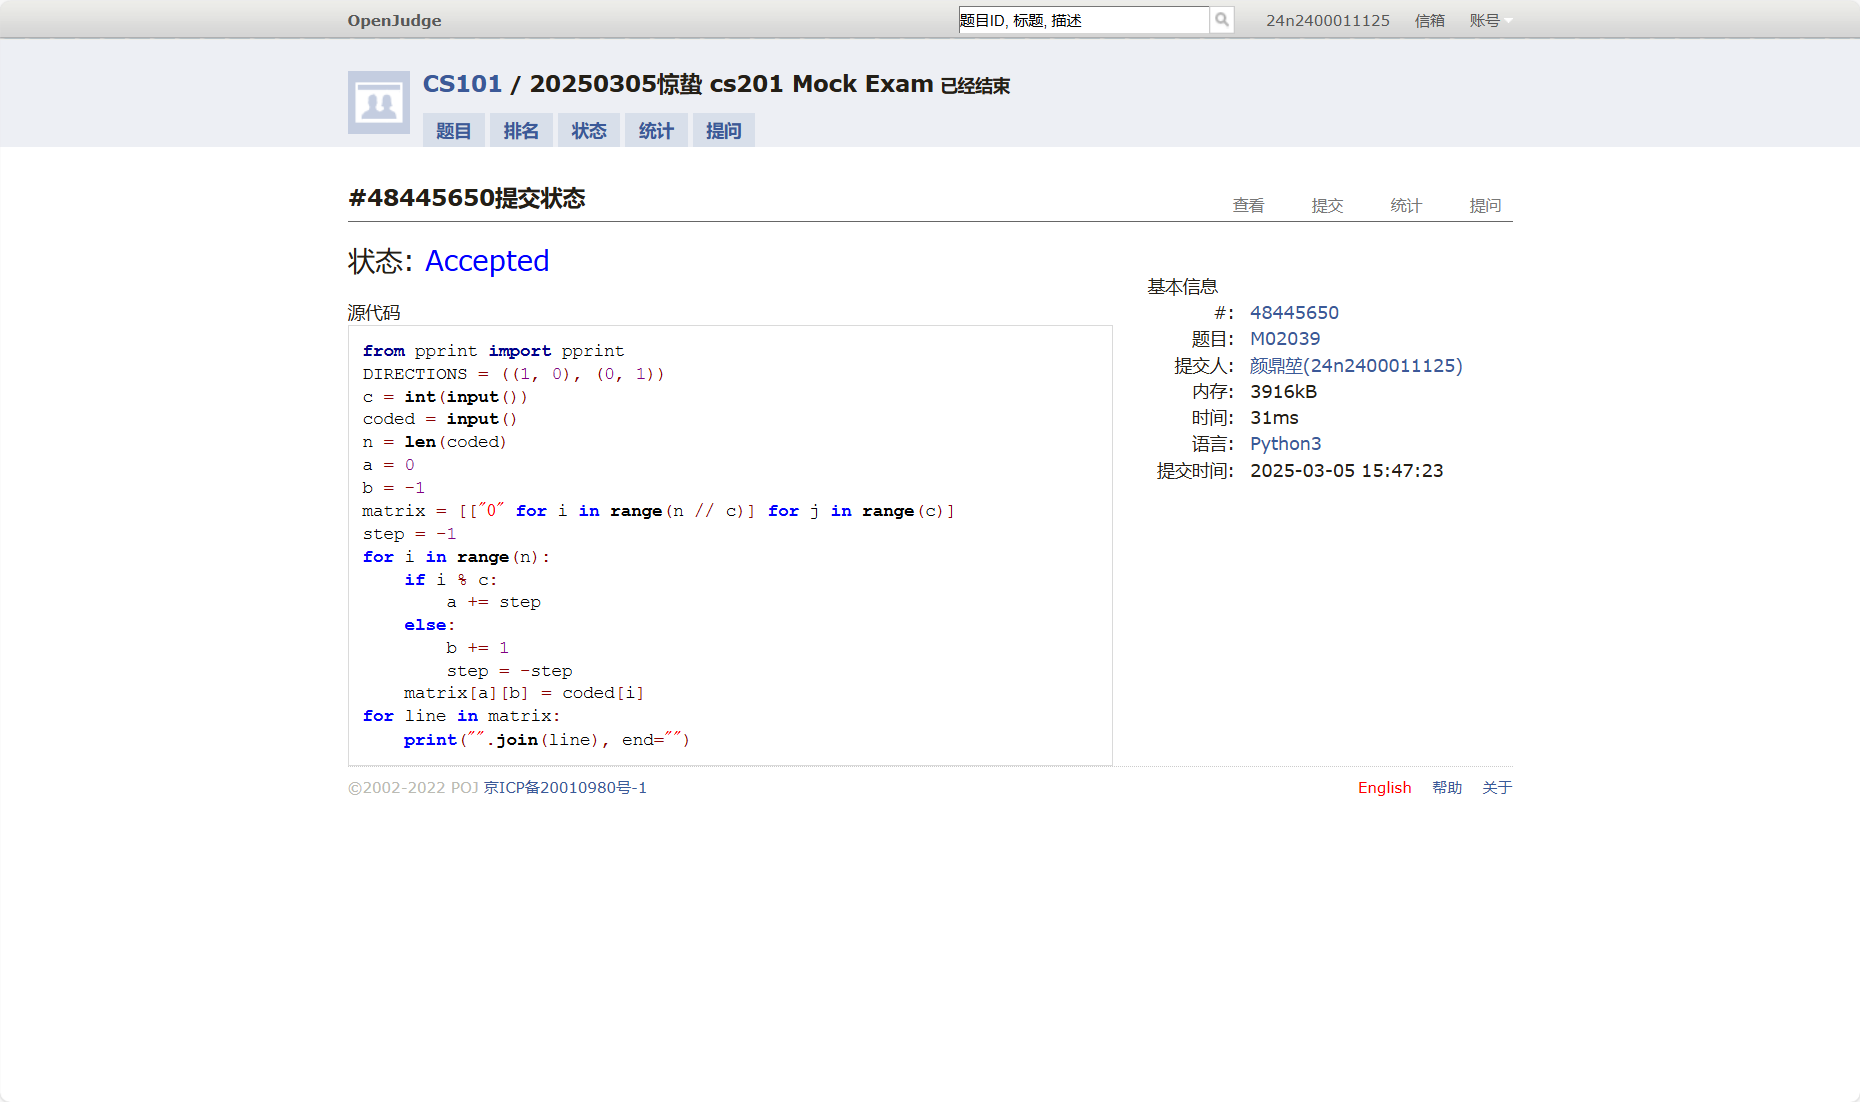 OpenJudge
题目ID, 标题, 描述
24n2400011125 信箱 账号
CS101 / 20250305惊蛰 cs201 Mock Exam 已经结束
题目 排名 状态 统计 提问
#48445650提交状态
查看 提交 统计 提问
状态: Accepted
源代码
from pprint import pprint
DIRECTIONS = ((1, 0), (0, 1))
c = int(input())
coded = input()
n = len(coded)
a = 0
b = -1
matrix = [["0" for i in range(n // c)] for j in range(c)]
step = -1
for i in range(n):
    if i % c:
        a += step
    else:
        b += 1
        step = -step
    matrix[a][b] = coded[i]
for line in matrix:
    print("".join(line), end="")
基本信息
#: 48445650
题目: M02039
提交人: 颜鼎堃(24n2400011125)
内存: 3916kB
时间: 31ms
语言: Python3
提交时间: 2025-03-05 15:47:23
©2002-2022 POJ 京ICP备20010980号-1
English 帮助 关于